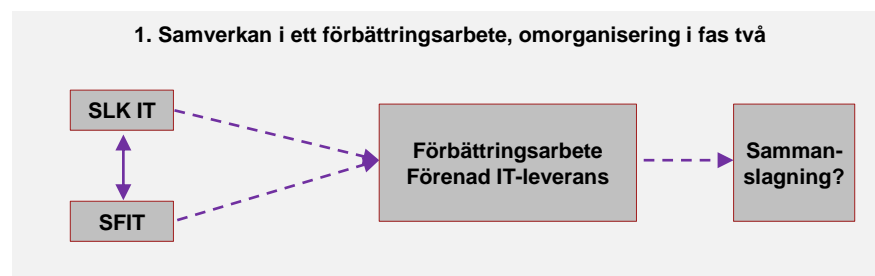 1. Samverkan i ett förbättringsarbete, omorganisering i fas två
SLK IT
SFIT
Förbättringsarbete
Förenad IT-leverans
Samman-
slagning?